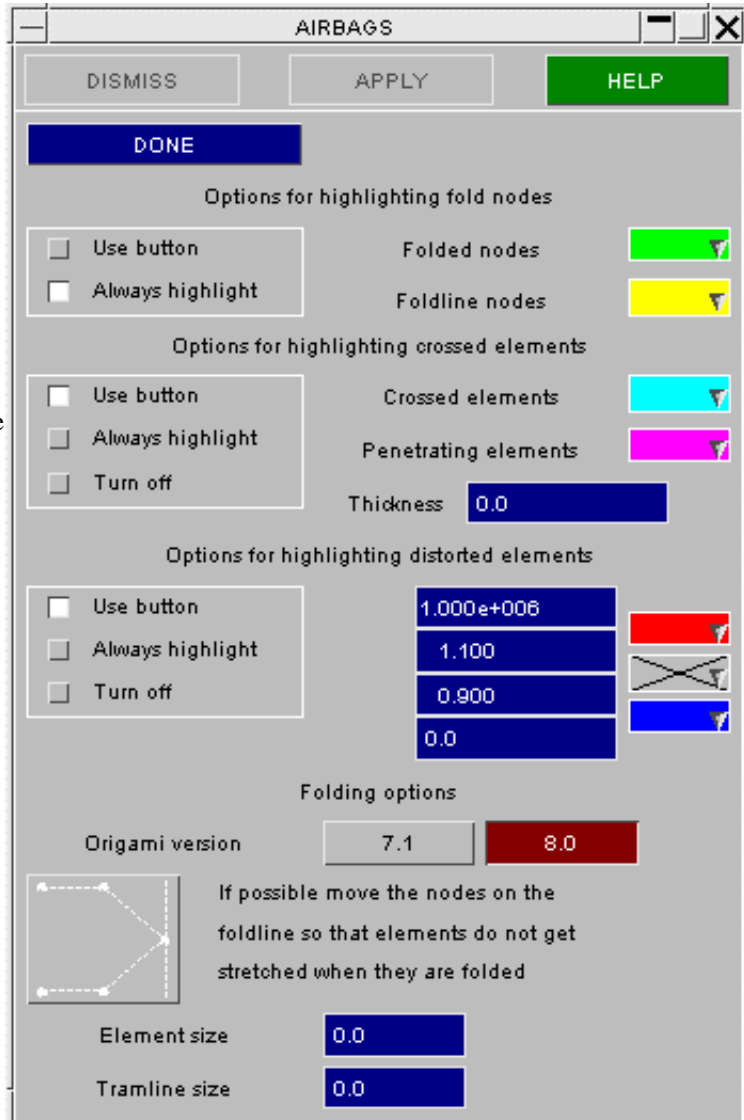 AIRBAGS
DISMISS APPLY HELP
DONE
Options for highlighting fold nodes
Use button Folded nodes
Always highlight Foldline nodes
Options for highlighting crossed elements
Use button Crossed elements
e
Always highlight Penetrating elements
Turn off Thickness 0.0
Options for highlighting distorted elements
Use button 1.000e+006
Always highlight 1.100
Turn off 0.900
0.0
Folding options
Origami version 7.1 8.0
If possible move the nodes on the
foldline so that elements do not get
stretched when they are folded
Element size 0.0
Tramline size 0.0